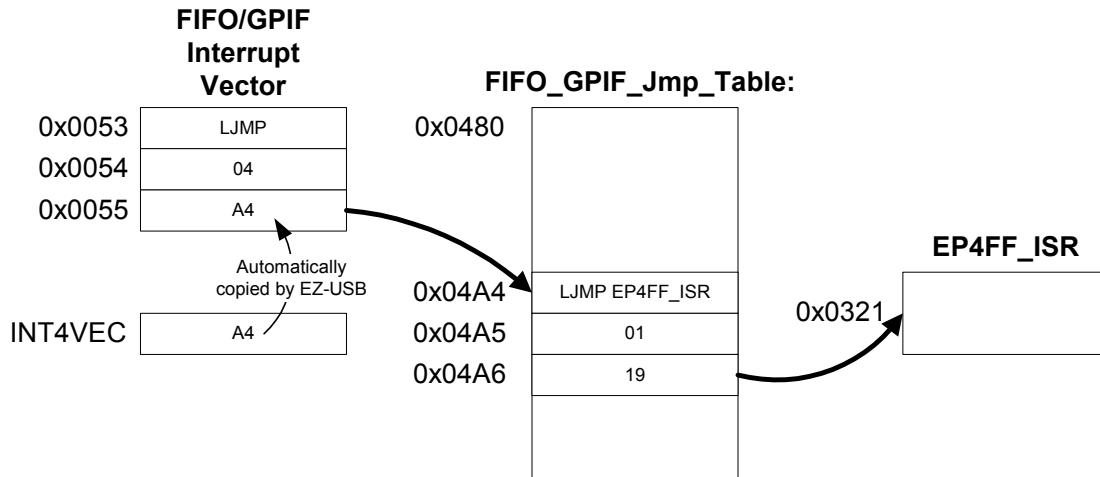 FIFO/GPIF
Interrupt
Vector
FIFO_GPIF_Jmp_Table:
0x0053
LJMP
0x0480
0x0054
04
0x0055
A4
EP4FF_ISR
Automatically
copied by EZ-USB
0x04A4
LJMP EP4FF_ISR
0x0321
INT4VEC
A4
0x04A5
01
0x04A6
19